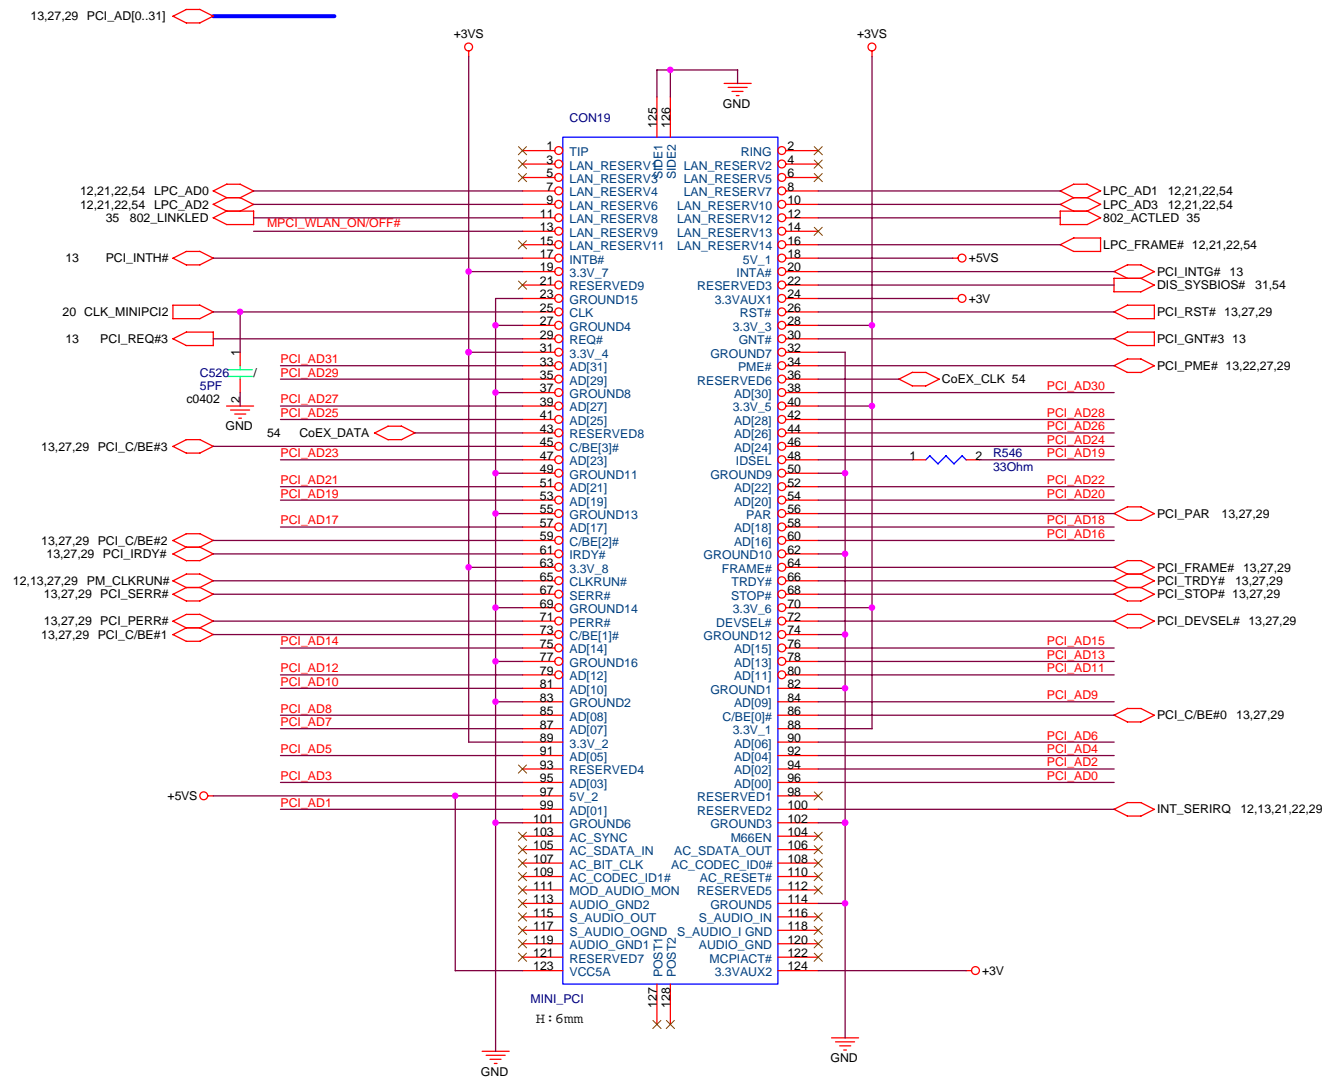 13,27,29 PCI_AD[0..31]
+3VS
+3VS
GND
125
126
CON19
SIDE1
SIDE2
1 TIP RING 2
3 LAN_RESERV1 LAN_RESERV2 4
5 LAN_RESERV3 LAN_RESERV5 6
12,21,22,54 LPC_AD0 7 LAN_RESERV4 LAN_RESERV7 8 LPC_AD1 12,21,22,54
12,21,22,54 LPC_AD2 9 LAN_RESERV6 LAN_RESERV10 10 LPC_AD3 12,21,22,54
35 802_LINKLED 11 LAN_RESERV8 LAN_RESERV12 12 802_ACTLED 35
MPCI_WLAN_ON/OFF# 13 LAN_RESERV9 LAN_RESERV13 14
15 LAN_RESERV11 LAN_RESERV14 16 LPC_FRAME# 12,21,22,54
13 PCI_INTH# 17 INTB# 5V_1 18 +5VS
19 3.3V_7 INTA# 20 PCI_INTG# 13
21 RESERVED9 RESERVED3 22 DIS_SYSBIOS# 31,54
23 GROUND15 3.3VAUX1 24 +3V
20 CLK_MINIPCI2 25 CLK RST# 26 PCI_RST# 13,27,29
27 GROUND4 3.3V_3 28
13 PCI_REQ#3 29 REQ# GNT# 30 PCI_GNT#3 13
1 31 3.3V_4 GROUND7 32
PCI_AD31 33 AD[31] PME# 34 PCI_PME# 13,22,27,29
C526 / PCI_AD29 35 AD[29] RESERVED6 36 CoEX_CLK 54
5PF 37 GROUND8 AD[30] 38 PCI_AD30
c0402 2 PCI_AD27 39 AD[27] 3.3V_5 40
GND PCI_AD25 41 AD[25] AD[28] 42 PCI_AD28
54 CoEX_DATA 43 RESERVED8 AD[26] 44 PCI_AD26
13,27,29 PCI_C/BE#3 45 C/BE[3]# AD[24] 46 PCI_AD24
PCI_AD23 47 AD[23] IDSEL 48 1 2 R546 33Ohm PCI_AD19
49 GROUND11 GROUND9 50
PCI_AD21 51 AD[21] AD[22] 52 PCI_AD22
PCI_AD19 53 AD[19] AD[20] 54 PCI_AD20
55 GROUND13 PAR 56 PCI_PAR 13,27,29
PCI_AD17 57 AD[17] AD[18] 58 PCI_AD18
13,27,29 PCI_C/BE#2 59 C/BE[2]# AD[16] 60 PCI_AD16
13,27,29 PCI_IRDY# 61 IRDY# GROUND10 62
63 3.3V_8 FRAME# 64 PCI_FRAME# 13,27,29
12,13,27,29 PM_CLKRUN# 65 CLKRUN# TRDY# 66 PCI_TRDY# 13,27,29
13,27,29 PCI_SERR# 67 SERR# STOP# 68 PCI_STOP# 13,27,29
69 GROUND14 3.3V_6 70
13,27,29 PCI_PERR# 71 PERR# DEVSEL# 72 PCI_DEVSEL# 13,27,29
13,27,29 PCI_C/BE#1 73 C/BE[1]# GROUND12 74
PCI_AD14 75 AD[14] AD[15] 76 PCI_AD15
77 GROUND16 AD[13] 78 PCI_AD13
PCI_AD12 79 AD[12] AD[11] 80 PCI_AD11
PCI_AD10 81 AD[10] GROUND1 82
83 GROUND2 AD[09] 84 PCI_AD9
PCI_AD8 85 AD[08] C/BE[0]# 86 PCI_C/BE#0 13,27,29
PCI_AD7 87 AD[07] 3.3V_1 88
89 3.3V_2 AD[06] 90 PCI_AD6
PCI_AD5 91 AD[05] AD[04] 92 PCI_AD4
93 RESERVED4 AD[02] 94 PCI_AD2
PCI_AD3 95 AD[03] AD[00] 96 PCI_AD0
+5VS 97 5V_2 RESERVED1 98
PCI_AD1 99 AD[01] RESERVED2 100 INT_SERIRQ 12,13,21,22,29
101 GROUND6 GROUND3 102
103 AC_SYNC M66EN 104
105 AC_SDATA_IN AC_SDATA_OUT 106
107 AC_BIT_CLK AC_CODEC_ID0# 108
109 AC_CODEC_ID1# AC_RESET# 110
111 MOD_AUDIO_MON RESERVED5 112
113 AUDIO_GND2 GROUND5 114
115 S_AUDIO_OUT S_AUDIO_IN 116
117 S_AUDIO_OGND S_AUDIO_I GND 118
119 AUDIO_GND1 AUDIO_GND 120
121 RESERVED7 MCPIACT# 122
123 VCC5A 3.3VAUX2 124 +3V
POST1
POST2
127
128
MINI_PCI
H:6mm
GND
GND